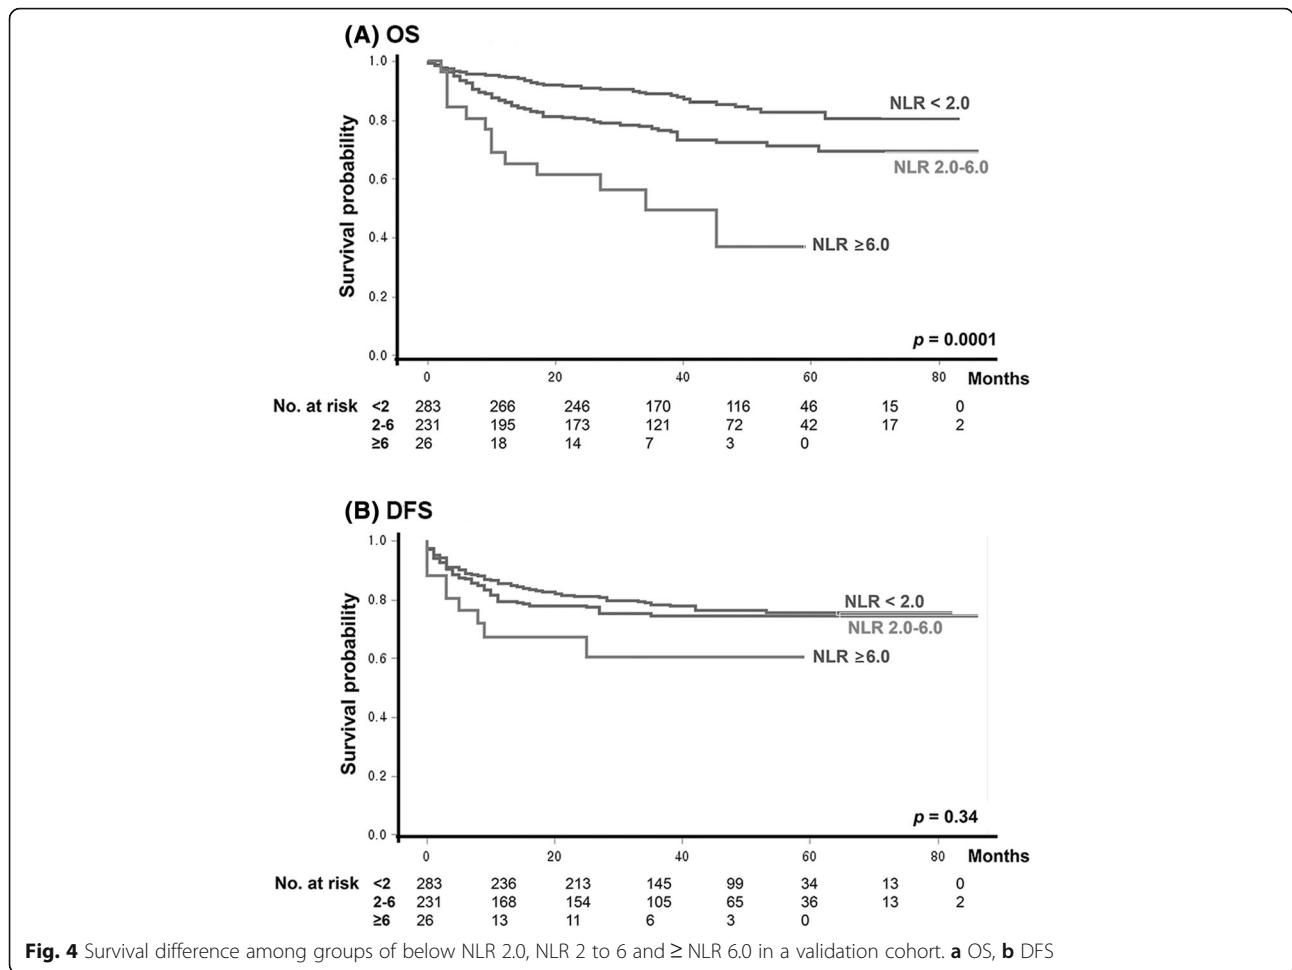 (A) OS
1.0
0.8
0.6
0.4
0.2
0.0
Survival probability
NLR < 2.0
NLR 2.0-6.0
NLR ≥6.0
p = 0.0001
0 20 40 60 80 Months
No. at risk <2 283 266 246 170 116 46 15 0
2-6 231 195 173 121 72 42 17 2
≥6 26 18 14 7 3 0
(B) DFS
1.0
0.8
0.6
0.4
0.2
0.0
Survival probability
NLR < 2.0
NLR 2.0-6.0
NLR ≥6.0
p = 0.34
0 20 40 60 80 Months
No. at risk <2 283 236 213 145 99 34 13 0
2-6 231 168 154 105 65 36 13 2
≥6 26 13 11 6 3 0
Fig. 4 Survival difference among groups of below NLR 2.0, NLR 2 to 6 and ≥ NLR 6.0 in a validation cohort. a OS, b DFS